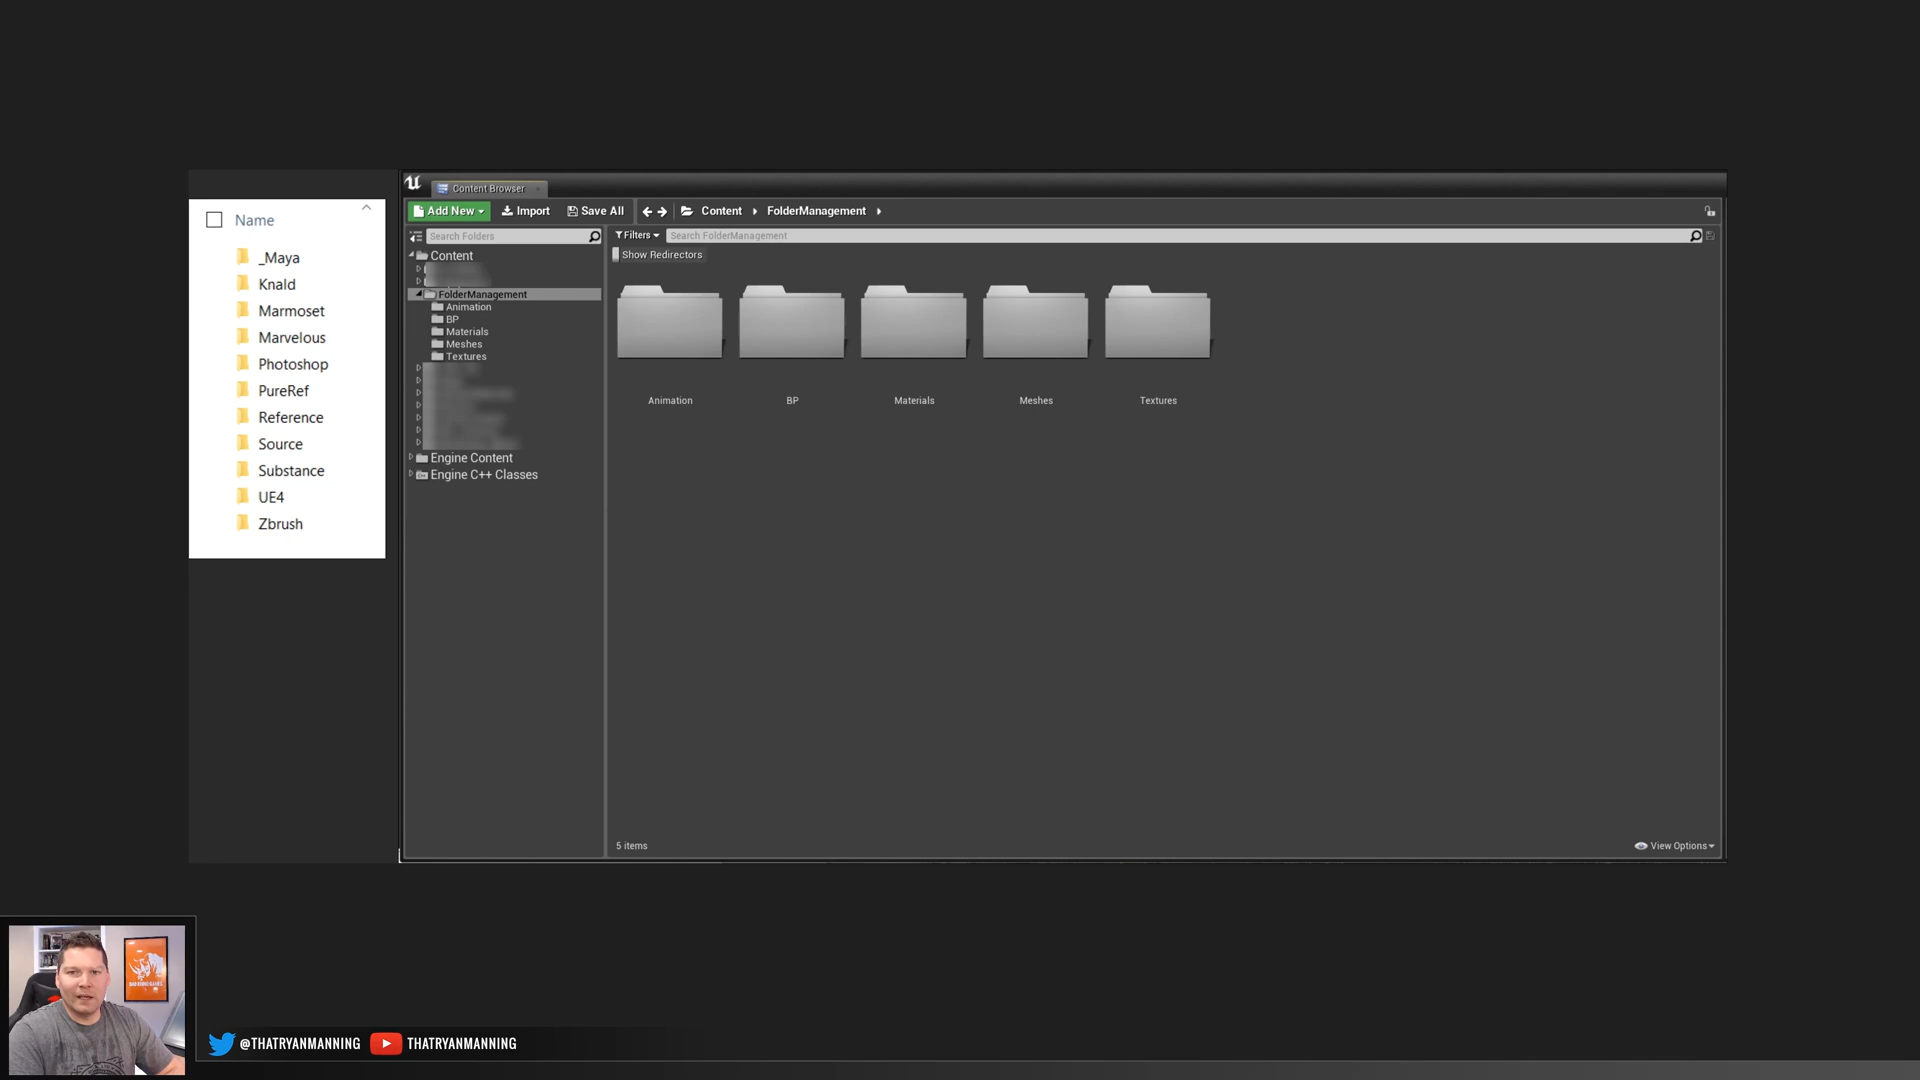 Name
_Maya
Knald
Marmoset
Marvelous
Photoshop
PureRef
Reference
Source
Substance
UE4
Zbrush
Content Browser
Add New
Import
Save All
Content
FolderManagement
Search Folders
Filters
Search FolderManagement
Content
Show Redirectors
FolderManagement
Animation
BP
Materials
Meshes
Textures
Engine Content
Engine C++ Classes
Animation
BP
Materials
Meshes
Textures
5 items
View Options
@THATRYANMANNING
THATRYANMANNING